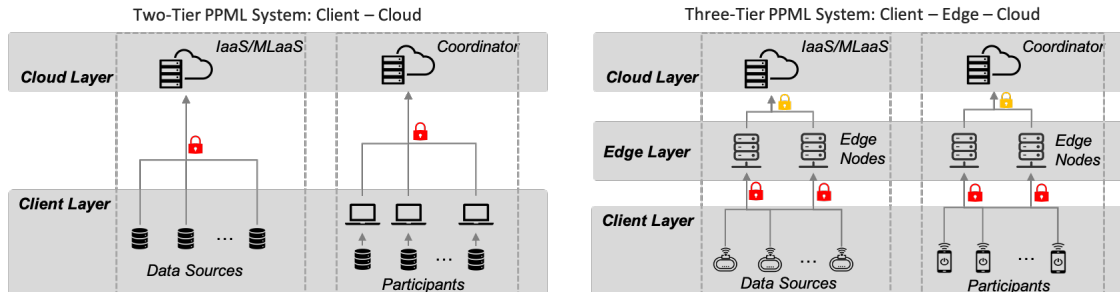 Two-Tier PPML System: Client – Cloud
IaaS/MLaaS
Coordinator
Cloud Layer
Client Layer
...
...
Data Sources
Participants
Three-Tier PPML System: Client – Edge – Cloud
IaaS/MLaaS
Coordinator
Cloud Layer
Edge Layer
...
Edge
Nodes
...
Edge
Nodes
...
...
Client Layer
...
...
Data Sources
Participants